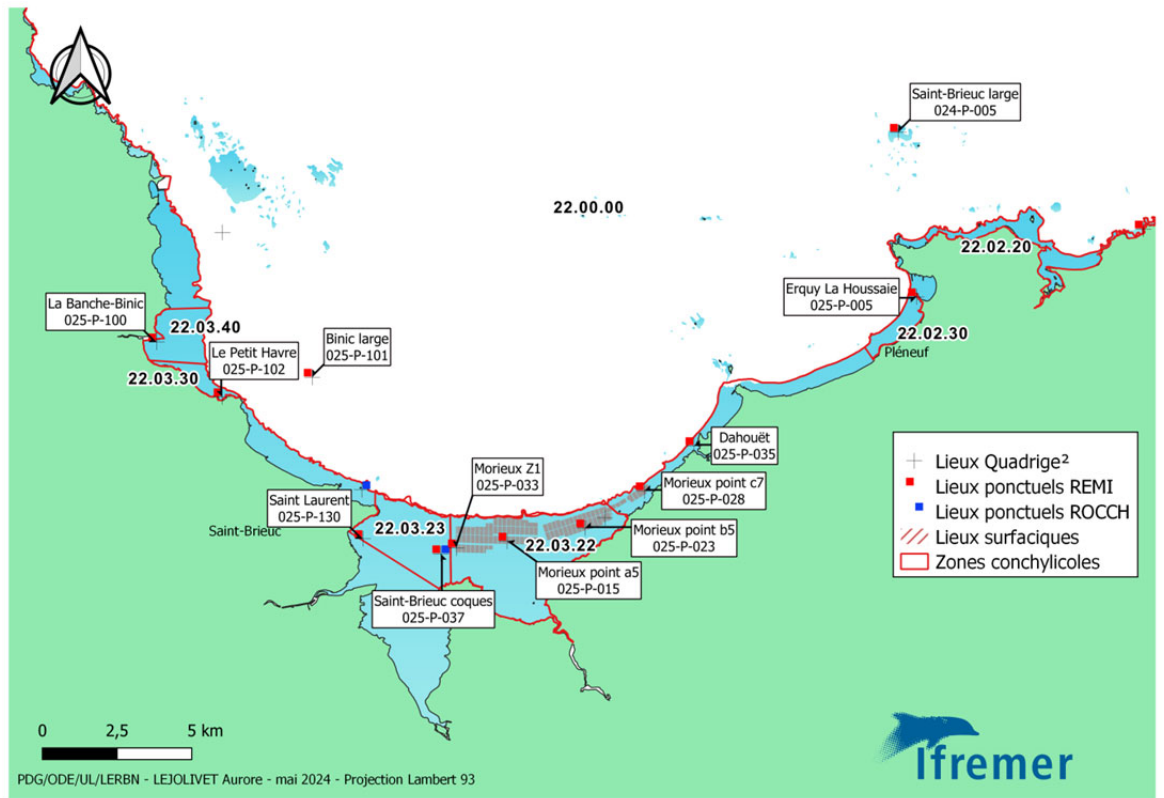 Saint-Brieuc large
024-P-005
22.00.00
22.02.20
Erquy La Houssaie
025-P-005
La Banche-Binic
025-P-100
22.03.40
22.02.30
Binic large
025-P-101
Pléneuf
Le Petit Havre
025-P-102
22.03.30
Dahouët
025-P-035
Morieux Z1
025-P-033
Morieux point c7
025-P-028
Saint Laurent
025-P-130
Saint-Brieuc
22.03.23
22.03.22
Morieux point b5
025-P-023
Morieux point a5
025-P-015
Saint-Brieuc coques
025-P-037
Lieux Quadrige²
Lieux ponctuels REMI
Lieux ponctuels ROCCH
Lieux surfaciques
Zones conchylicoles
0 2,5 5 km
Ifremer
PDG/ODE/UL/LERBN - LEJOLIVET Aurore - mai 2024 - Projection Lambert 93